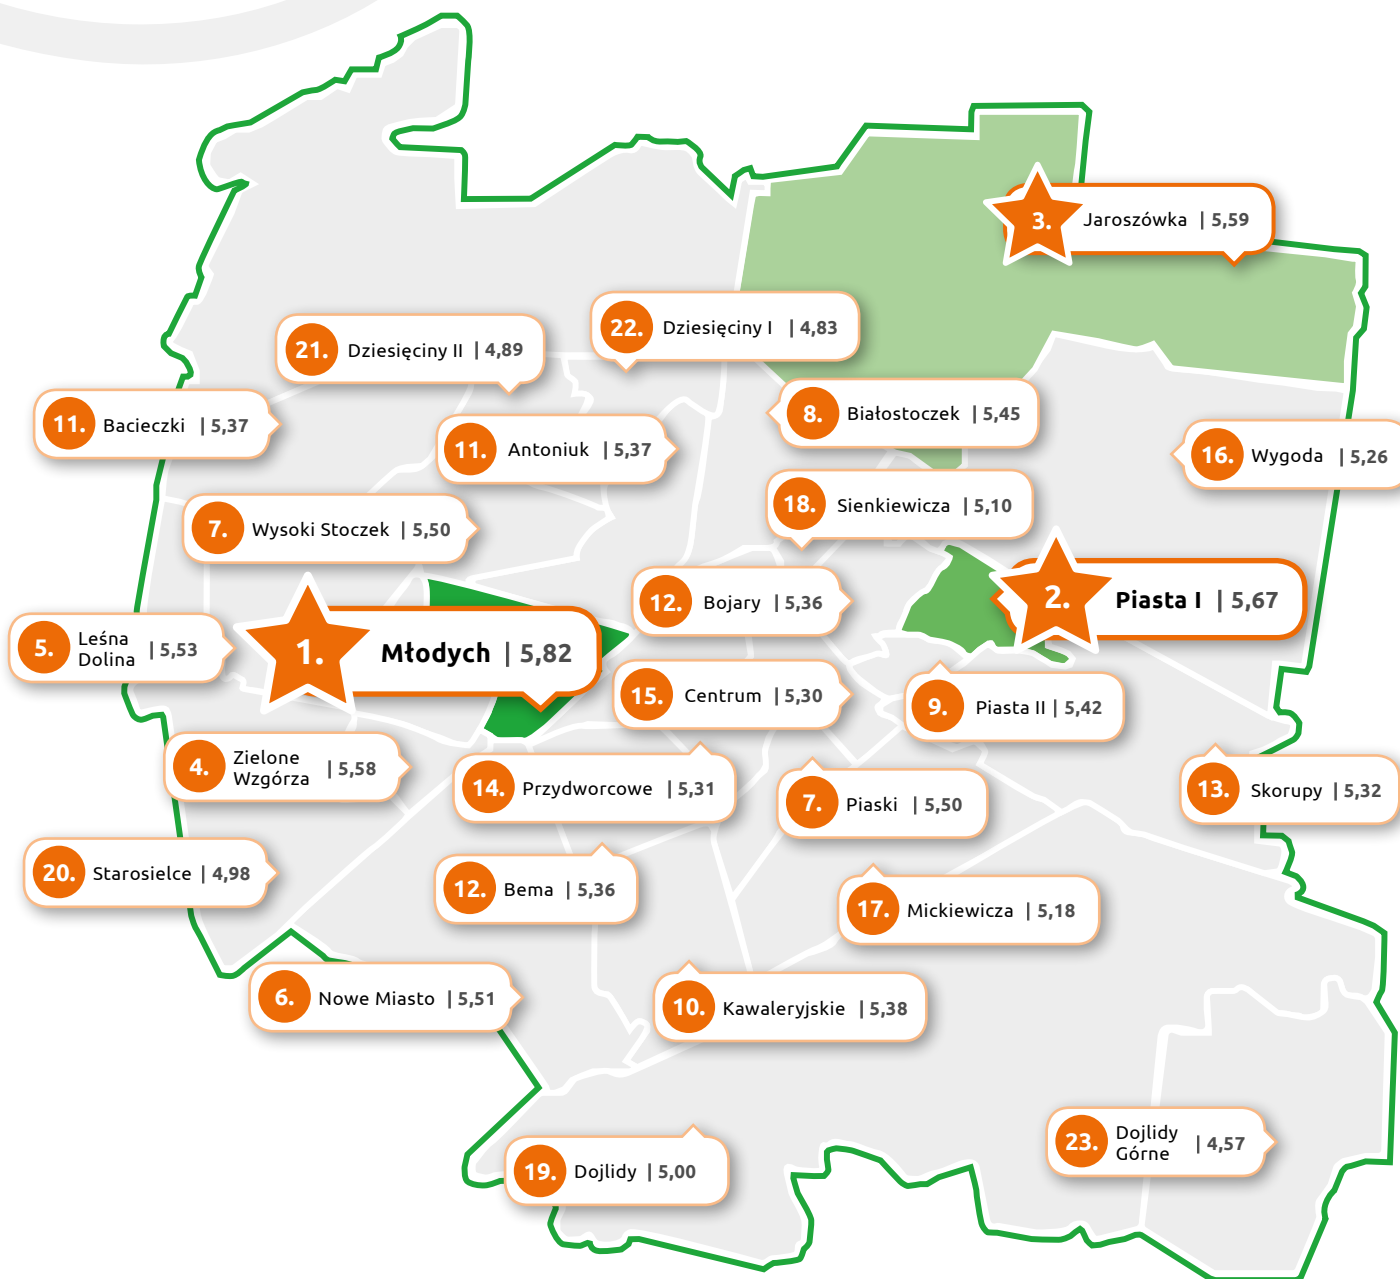 3. Jaroszówka | 5,59
22. Dziesięciny I | 4,83
21. Dziesięciny II | 4,89
11. Bacieczki | 5,37
8. Białostoczek | 5,45
11. Antoniuk | 5,37
16. Wygoda | 5,26
18. Sienkiewicza | 5,10
7. Wysoki Stoczek | 5,50
2. Piasta I | 5,67
12. Bojary | 5,36
5. Leśna
Dolina | 5,53
1. Młodych | 5,82
15. Centrum | 5,30
9. Piasta II | 5,42
4. Zielone
Wzgórza | 5,58
14. Przydworcowe | 5,31
7. Piaski | 5,50
13. Skorupy | 5,32
20. Starosielce | 4,98
12. Bema | 5,36
17. Mickiewicza | 5,18
6. Nowe Miasto | 5,51
10. Kawaleryjskie | 5,38
23. Dojlidy
Górne | 4,57
19. Dojlidy | 5,00